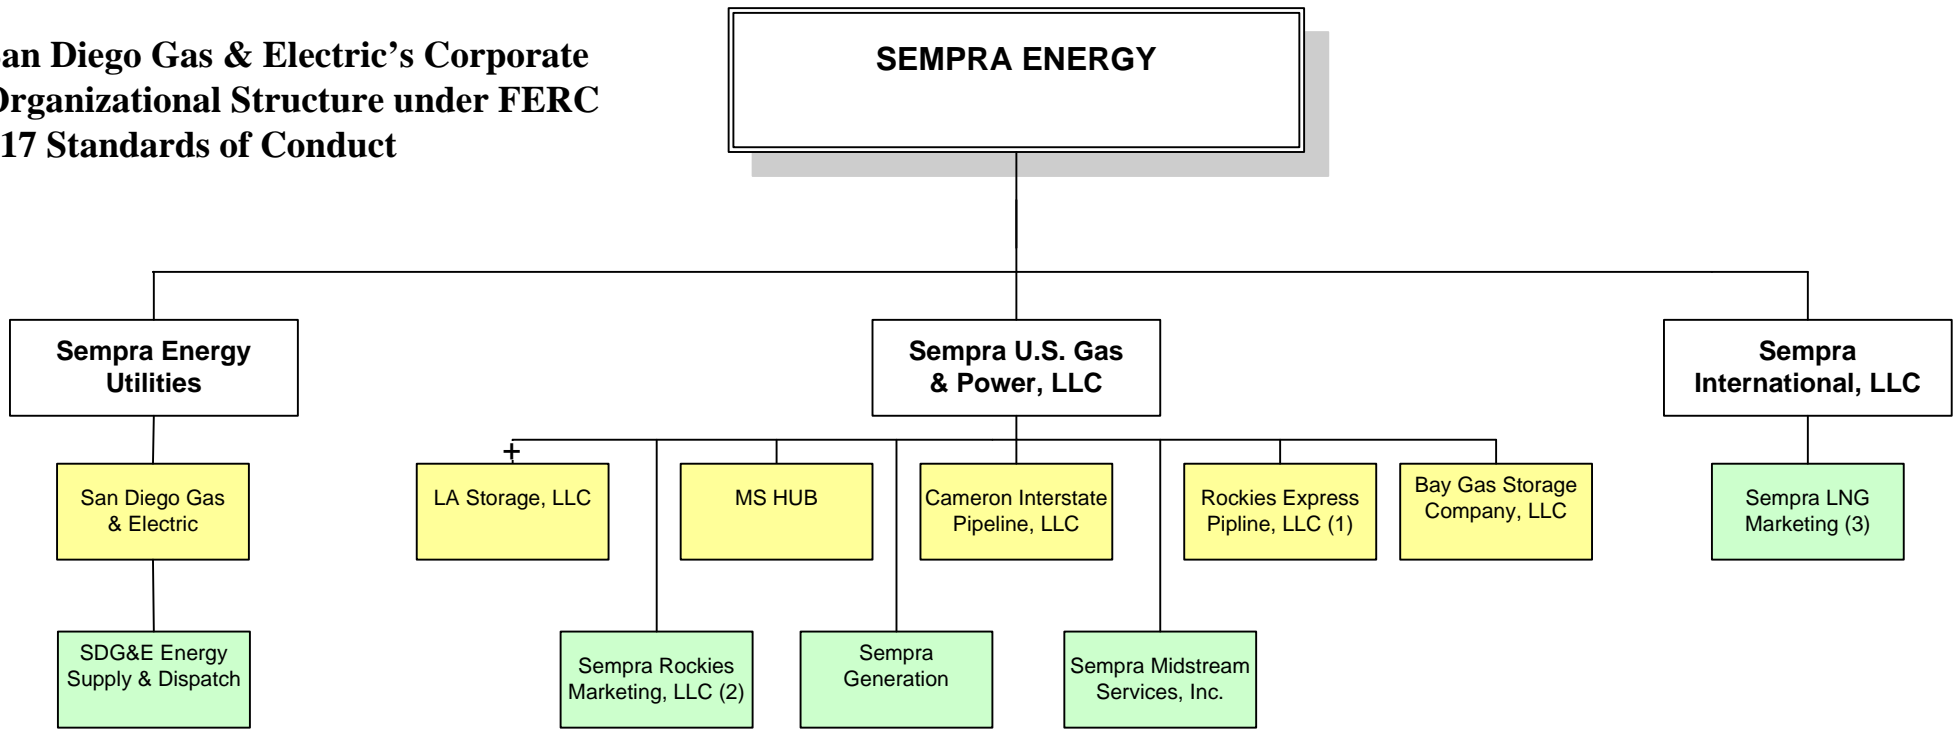 an Diego Gas & Electric's Corporate
Organizational Structure under FERC
17 Standards of Conduct
SEMPRA ENERGY
Sempra Energy
Utilities
Sempra U.S. Gas
& Power, LLC
Sempra
International, LLC
San Diego Gas
& Electric
LA Storage, LLC
MS HUB
Cameron Interstate
Pipeline, LLC
Rockies Express
Pipline, LLC (1)
Bay Gas Storage
Company, LLC
Sempra LNG
Marketing (3)
SDG&E Energy
Supply & Dispatch
Sempra Rockies
Marketing, LLC (2)
Sempra
Generation
Sempra Midstream
Services, Inc.